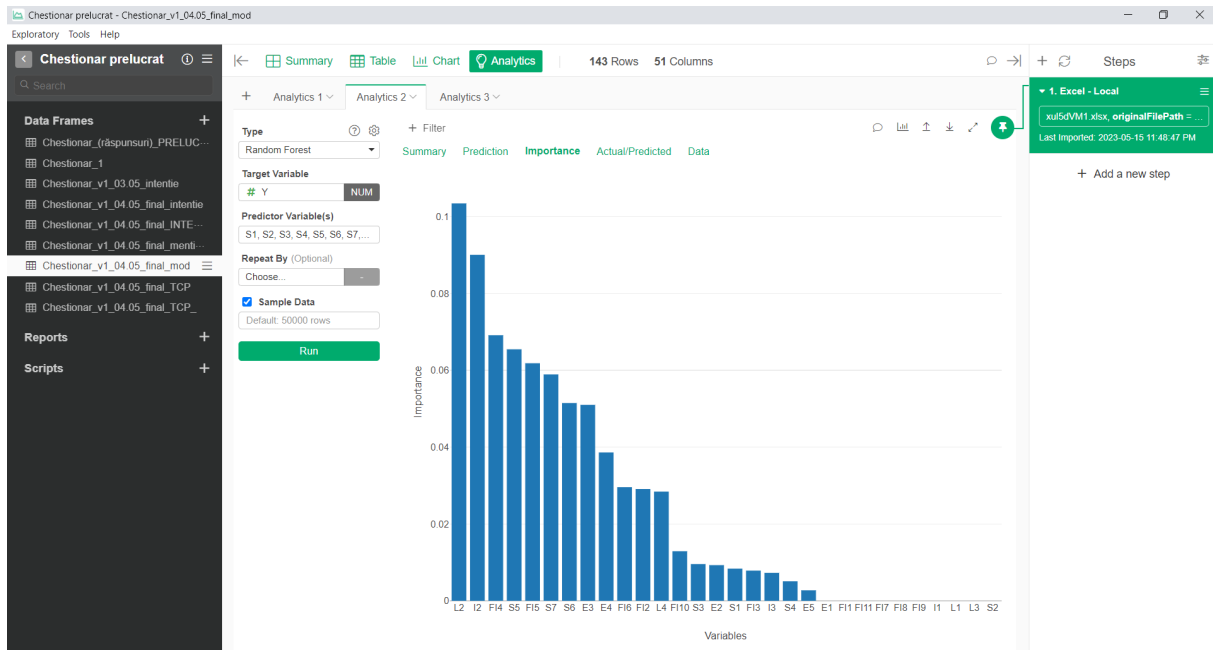 Chestionar prelucrat - Chestionar_v1_04.05_final_mod
Exploratory Tools Help
Chestionar prelucrat
Search
Data Frames
Chestionar_(răspunsuri)_PRELUC···
Chestionar_1
Chestionar_v1_03.05_intentie
Chestionar_v1_04.05_final_intentie
Chestionar_v1_04.05_final_INTE···
Chestionar_v1_04.05_final_menti···
Chestionar_v1_04.05_final_mod
Chestionar_v1_04.05_final_TCP
Chestionar_v1_04.05_final_TCP_
Reports
Scripts
Summary Table Chart Analytics 143 Rows 51 Columns
Analytics 1 Analytics 2 Analytics 3
Type
Random Forest
Target Variable
# Y NUM
Predictor Variable(s)
S1, S2, S3, S4, S5, S6, S7,...
Repeat By (Optional)
Choose... -
Sample Data
Default: 50000 rows
Run
+ Filter
Summary Prediction Importance Actual/Predicted Data
0.1
0.08
0.06
0.04
0.02
0
Importance
L2 I2 FI4 S5 FI5 S7 S6 E3 E4 FI6 FI2 L4 FI10 S3 E2 S1 FI3 I3 S4 E5 E1 FI1 FI11 FI7 FI8 FI9 I1 L1 L3 S2
Variables
Steps
1. Excel - Local
xul5dVM1.xlsx, originalFilePath = ...
Last Imported: 2023-05-15 11:48:47 PM
+ Add a new step